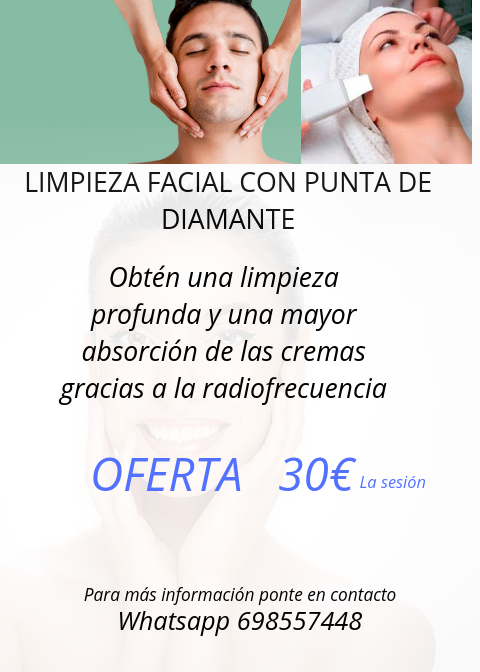 LIMPIEZA FACIAL CON PUNTA DE
DIAMANTE
Obtén una limpieza
profunda y una mayor
absorción de las cremas
gracias a la radiofrecuencia
OFERTA 30€ La sesión
Para más información ponte en contacto
Whatsapp 698557448